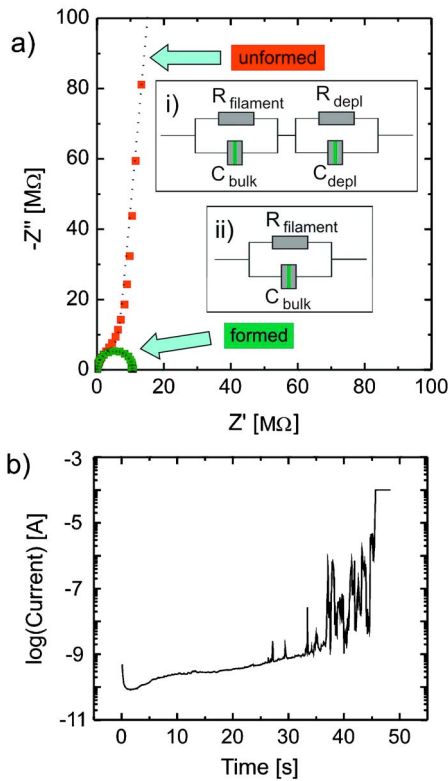 a)
100
80
60
40
20
0
-Z'' [MΩ]
unformed
i)
R filament
R depl
C bulk
C depl
ii)
R filament
C bulk
formed
0 20 40 60 80 100
Z' [MΩ]
b)
-3
-5
-7
-9
-11
log(Current) [A]
0 10 20 30 40 50
Time [s]